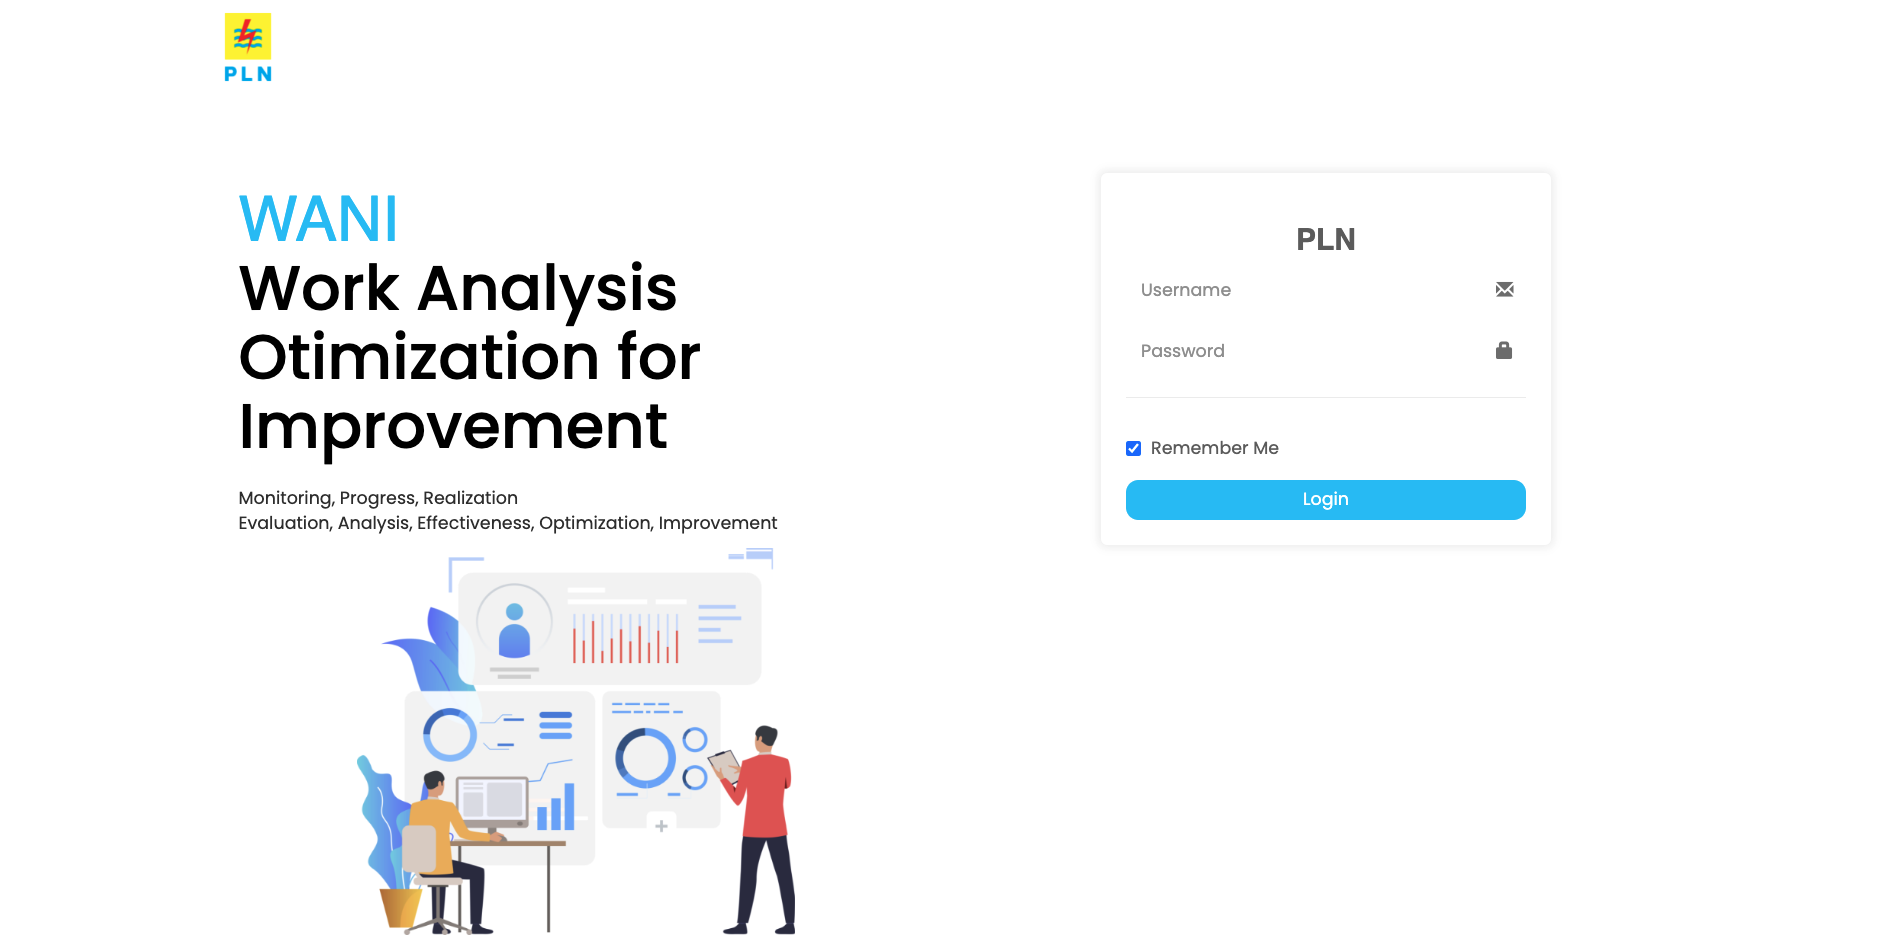 PLN
WANI
Work Analysis
Otimization for
Improvement
Monitoring, Progress, Realization
Evaluation, Analysis, Effectiveness, Optimization, Improvement
PLN
Username
Password
Remember Me
Login